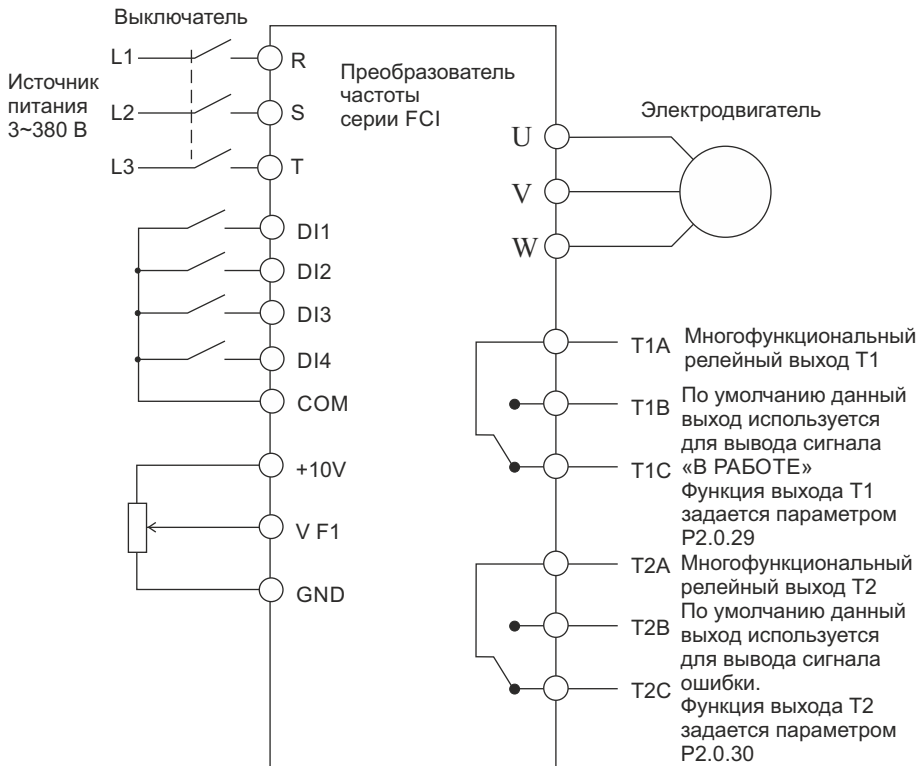 Выключатель
L1
L2
L3
Источник
питания
3~380 В
R
S
T
Преобразователь
частоты
серии FCI
Электродвигатель
U
V
W
DI1
DI2
DI3
DI4
COM
+10V
V F1
GND
T1A
Многофункциональный
релейный выход T1
T1B
По умолчанию данный
выход используется
для вывода сигнала
T1C
«В РАБОТЕ»
Функция выхода T1
задается параметром
P2.0.29
T2A
Многофункциональный
релейный выход T2
T2B
По умолчанию данный
выход используется
для вывода сигнала
T2C
ошибки.
Функция выхода T2
задается параметром
P2.0.30